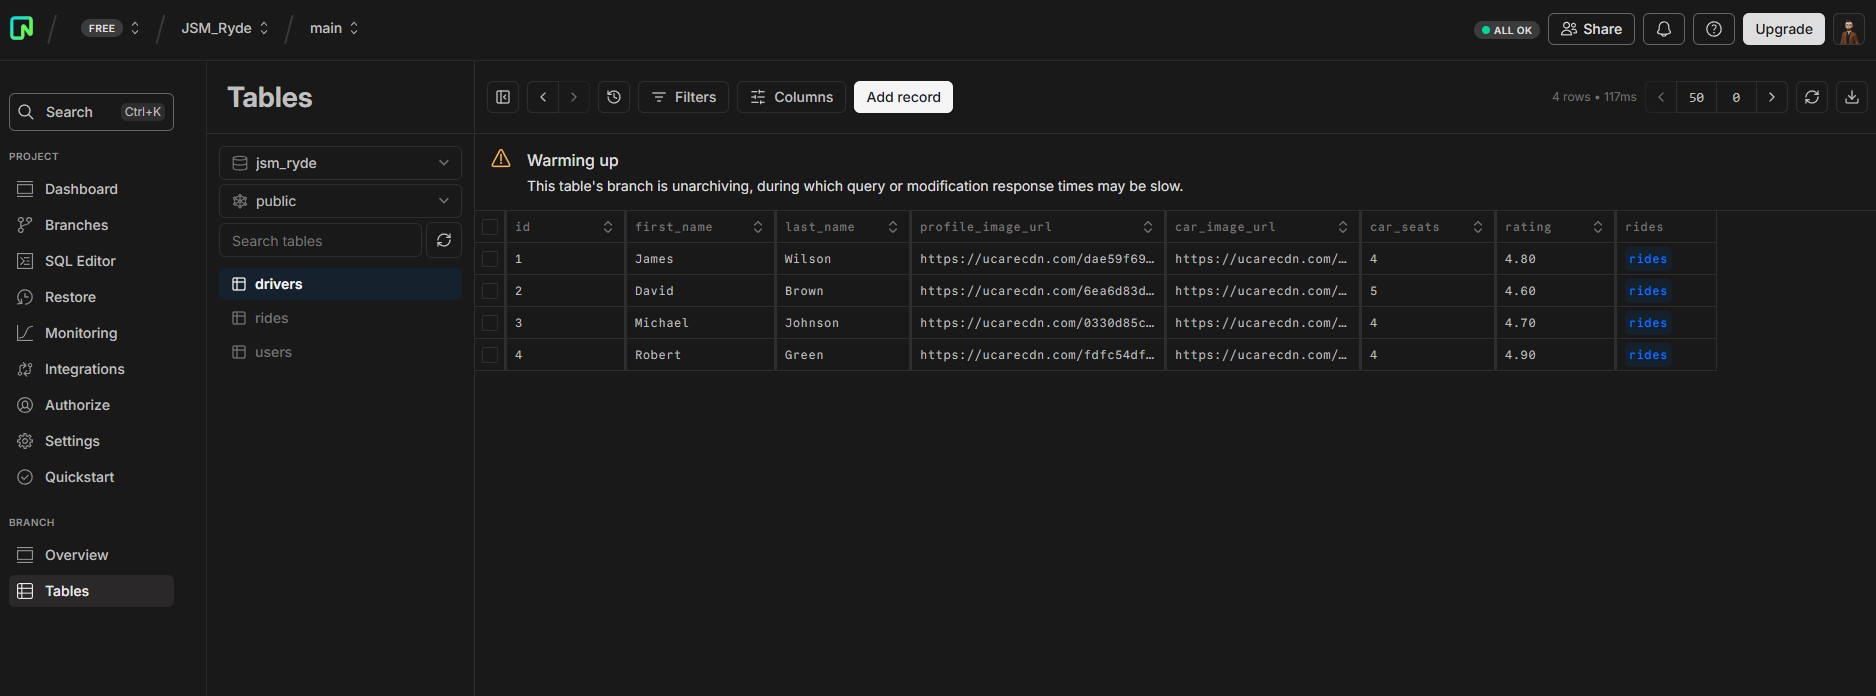 FREE JSM_Ryde main ALL OK Share Upgrade
Search Ctrl+K
PROJECT
Dashboard
Branches
SQL Editor
Restore
Monitoring
Integrations
Authorize
Settings
Quickstart
BRANCH
Overview
Tables
Tables
jsm_ryde
public
Search tables
drivers
rides
users
Filters Columns Add record 4 rows • 117ms 50 0
Warming up
This table's branch is unarchiving, during which query or modification response times may be slow.
id first_name last_name profile_image_url car_image_url car_seats rating rides
1 James Wilson https://ucarecdn.com/dae59f69… https://ucarecdn.com/… 4 4.80 rides
2 David Brown https://ucarecdn.com/6ea6d83d… https://ucarecdn.com/… 5 4.60 rides
3 Michael Johnson https://ucarecdn.com/0330d85c… https://ucarecdn.com/… 4 4.70 rides
4 Robert Green https://ucarecdn.com/fdfc54df… https://ucarecdn.com/… 4 4.90 rides